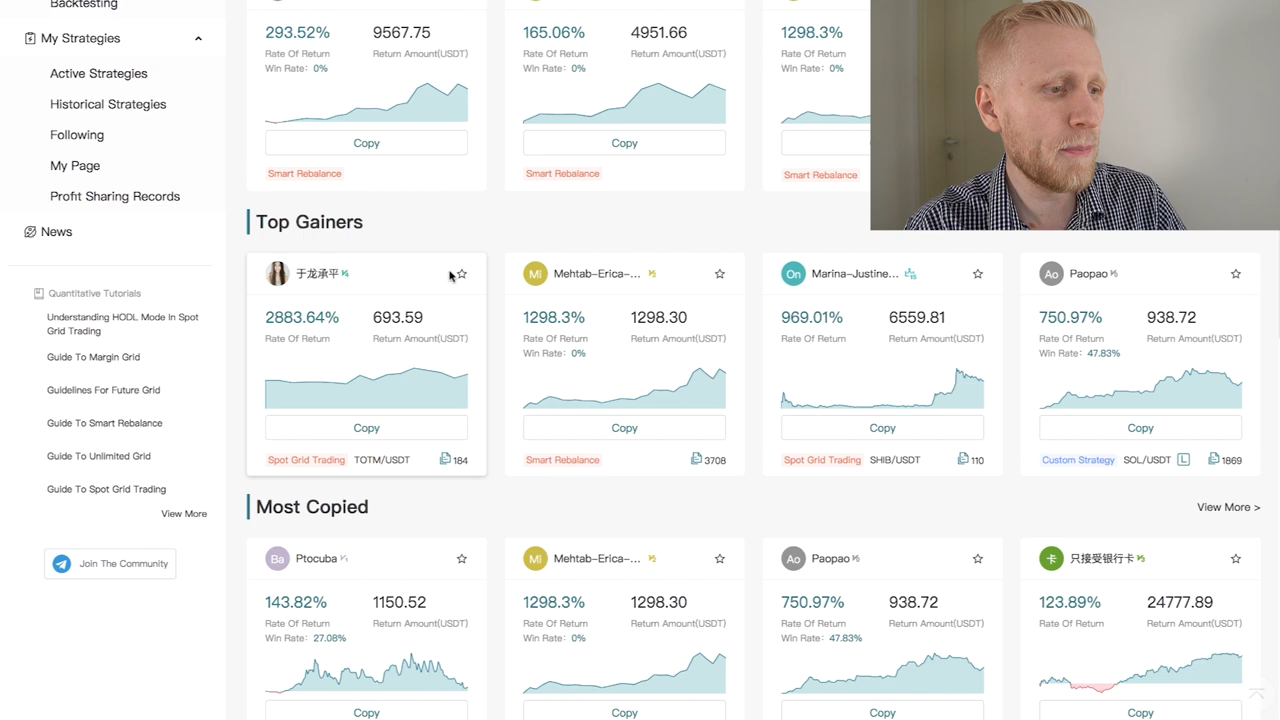 Backtesting
My Strategies
Active Strategies
Historical Strategies
Following
My Page
Profit Sharing Records
News
Quantitative Tutorials
Understanding HODL Mode In Spot
Grid Trading
Guide To Margin Grid
Guidelines For Future Grid
Guide To Smart Rebalance
Guide To Unlimited Grid
Guide To Spot Grid Trading
View More
Join The Community
293.52% 9567.75
Rate Of Return Return Amount(USDT)
Win Rate: 0%
Copy
Smart Rebalance
165.06% 4951.66
Rate Of Return Return Amount(USDT)
Win Rate: 0%
Copy
Smart Rebalance
1298.3%
Rate Of Return
Win Rate: 0%
Smart Rebalance
Top Gainers
于龙承平
2883.64% 693.59
Rate Of Return Return Amount(USDT)
Copy
Spot Grid Trading TOTM/USDT 184
Mi Mehtab-Erica-...
1298.3% 1298.30
Rate Of Return Return Amount(USDT)
Win Rate: 0%
Copy
Smart Rebalance 3708
On Marina-Justine...
969.01% 6559.81
Rate Of Return Return Amount(USDT)
Copy
Spot Grid Trading SHIB/USDT 110
Ao Paopao
750.97% 938.72
Rate Of Return Return Amount(USDT)
Win Rate: 47.83%
Copy
Custom Strategy SOL/USDT L 1869
Most Copied
View More >
Ba Ptocuba
143.82% 1150.52
Rate Of Return Return Amount(USDT)
Win Rate: 27.08%
Copy
Mi Mehtab-Erica-...
1298.3% 1298.30
Rate Of Return Return Amount(USDT)
Win Rate: 0%
Copy
Ao Paopao
750.97% 938.72
Rate Of Return Return Amount(USDT)
Win Rate: 47.83%
Copy
卡 只接受银行卡
123.89% 24777.89
Rate Of Return Return Amount(USDT)
Copy